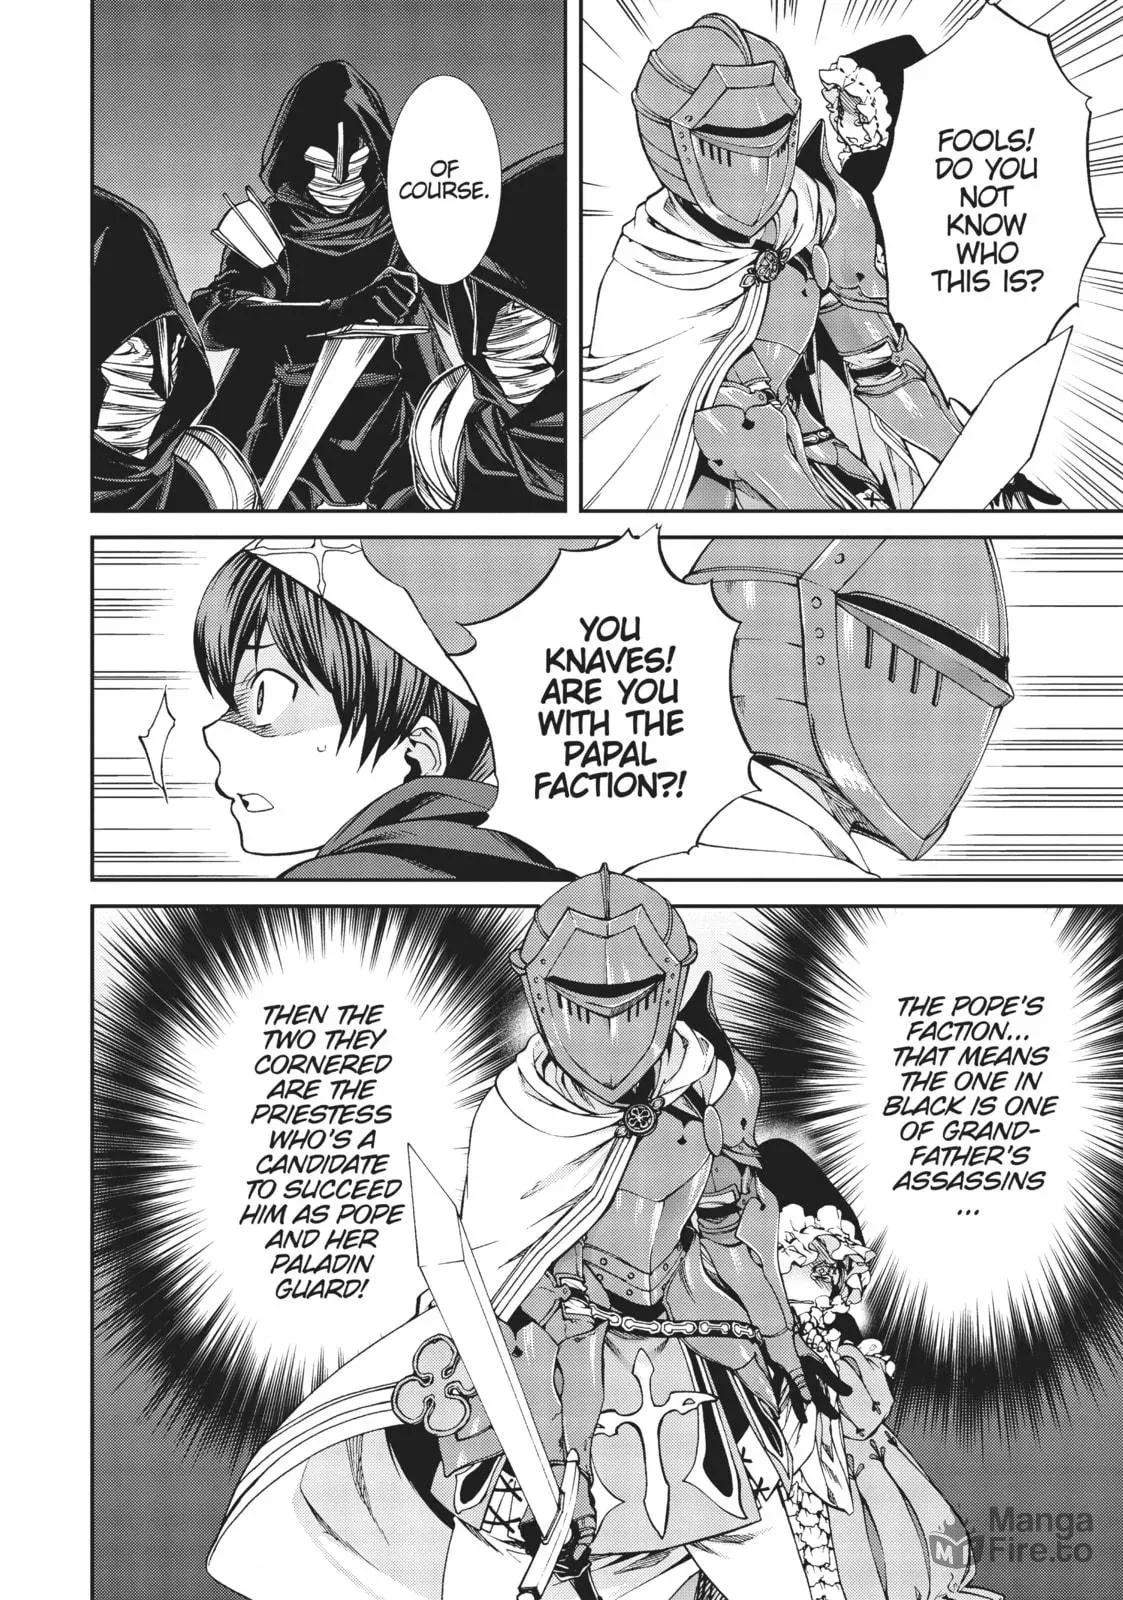 FOOLS!
DO YOU
NOT
KNOW
WHO
THIS IS?
OF
COURSE.
YOU
KNAVES!
ARE YOU
WITH THE
PAPAL
FACTION?!
THE POPE'S
FACTION...
THAT MEANS
THE ONE IN
BLACK IS ONE
OF GRAND-
FATHER'S
ASSASSINS
...
THEN THE
TWO THEY
CORNERED
ARE THE
PRIESTESS
WHO'S A
CANDIDATE
TO SUCCEED
HIM AS POPE
AND HER
PALADIN
GUARD!
MY
Manga
Fire.to